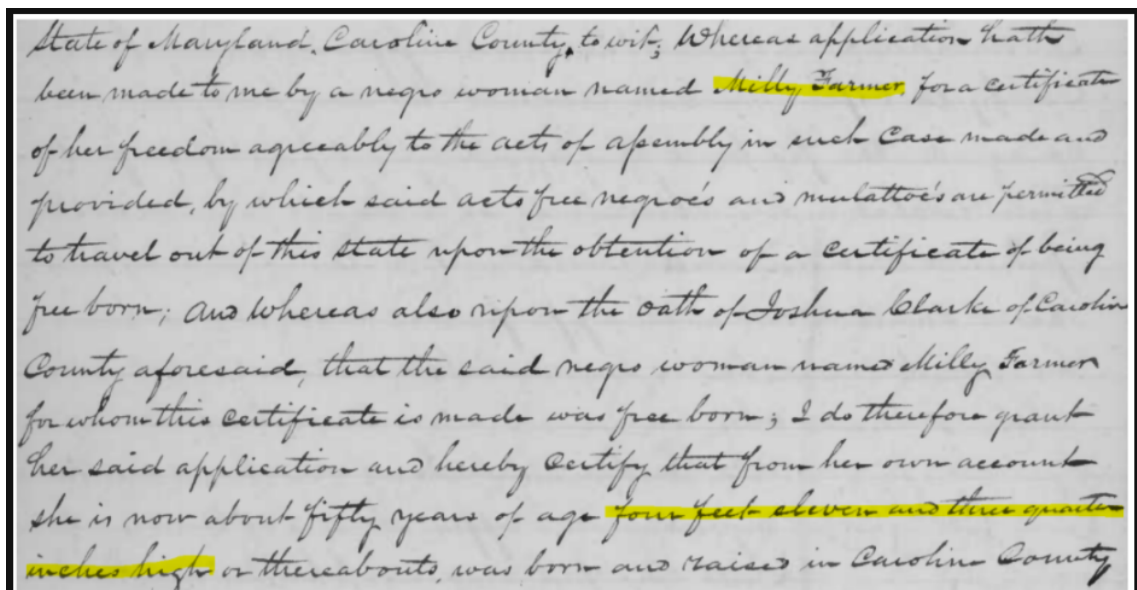 State of Maryland, Caroline County, to wit; Whereas application hath
been made to me by a negro woman named Milly Farmer, for a certificate
of her freedom agreeably to the acts of assembly in such case made and
provided, by which said acts free negroe's and mulattoe's are permitted
to travel out of this state upon the obtention of a certificate of being
free born; and whereas also upon the oath of Joshua Clarke of Caroline
County aforesaid, that the said negro woman named Milly Farmer
for whom this certificate is made was free born; I do therefore grant
her said application and hereby certify that from her own account
she is now about fifty years of age four feet eleven and three quarter
inches high or thereabouts, was born and raised in Caroline County